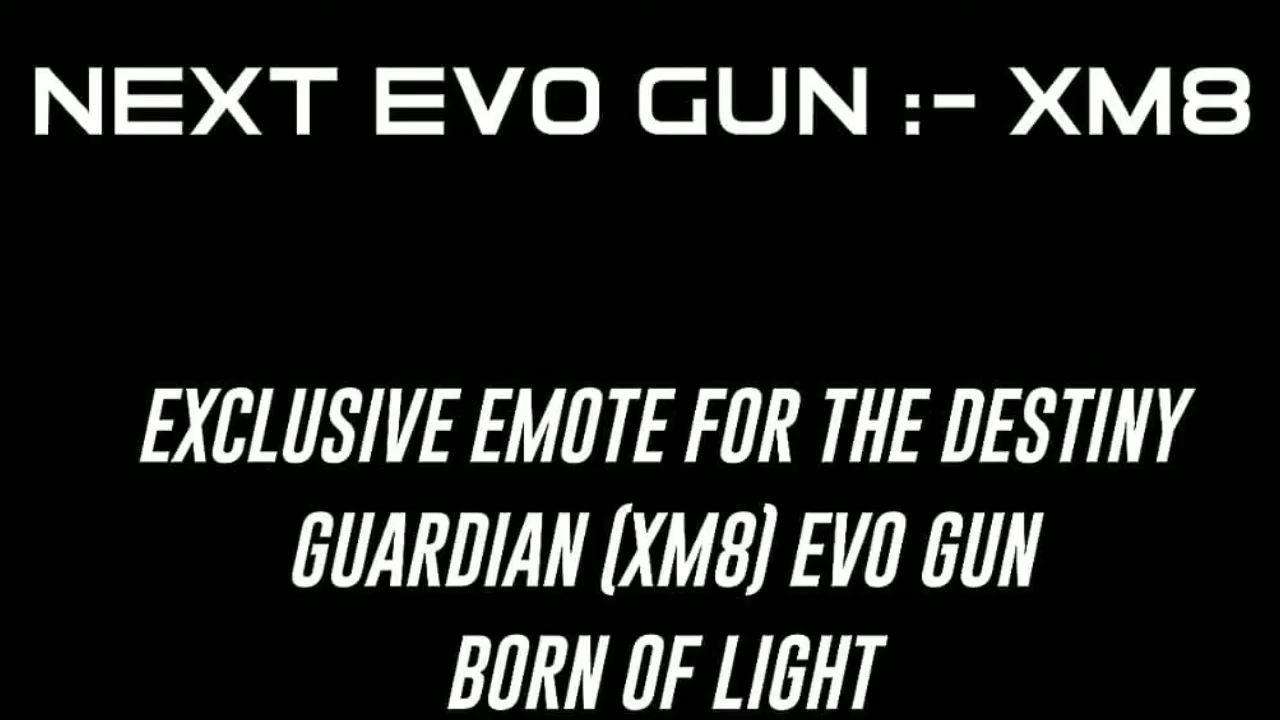 NEXT EVO GUN :- XM8
EXCLUSIVE EMOTE FOR THE DESTINY
GUARDIAN (XM8) EVO GUN
BORN OF LIGHT